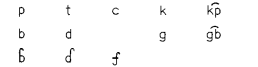 p t c k k͡p
b d g g͡b
ɓ ɗ ʄ